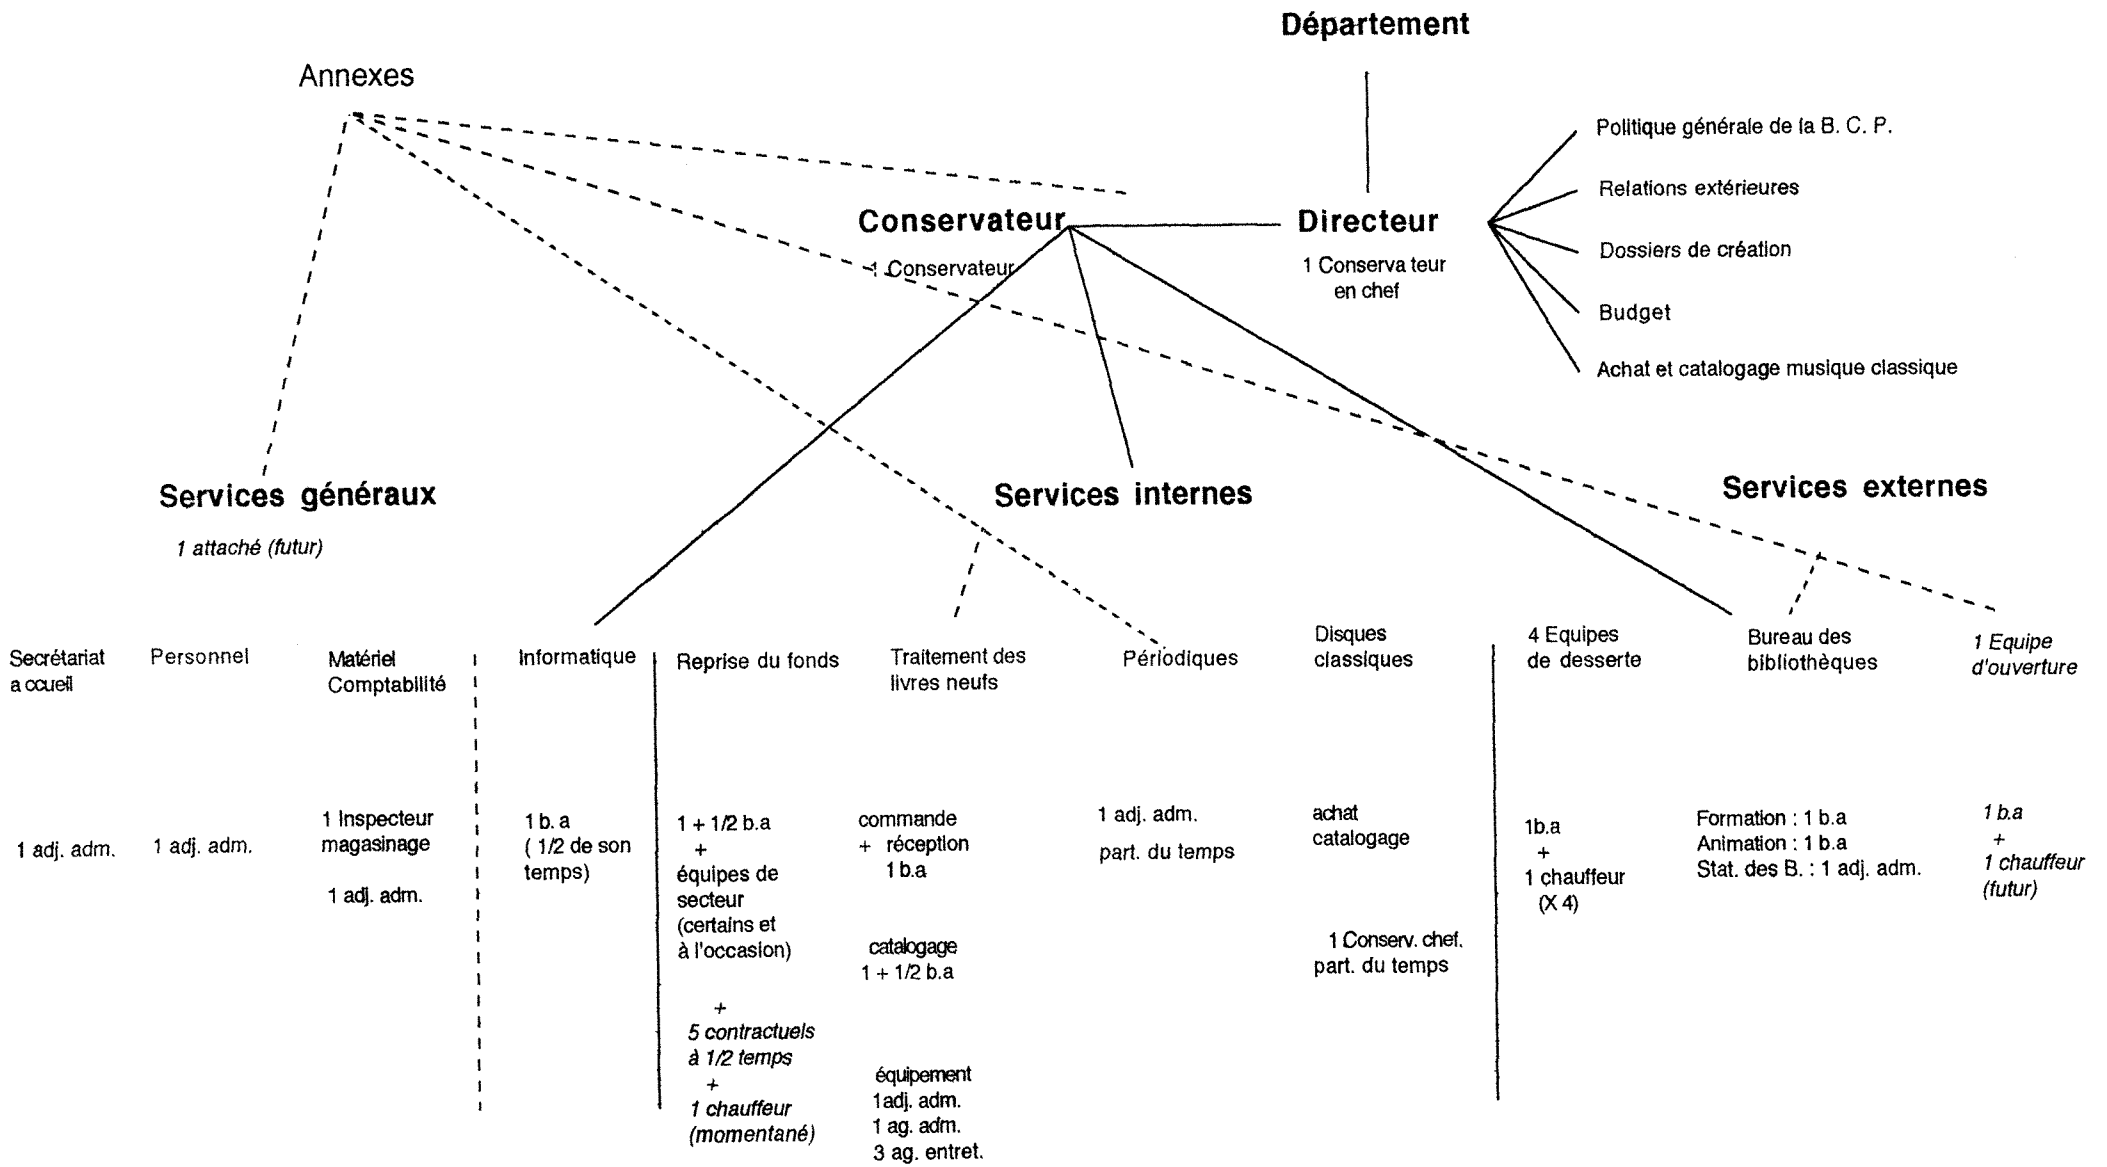 Département
Annexes
Politique générale de la B. C. P.
Relations extérieures
Conservateur
Directeur
Dossiers de création
1 Conservateur
1 Conserva teur
en chef
Budget
Achat et catalogage musique classique
Services généraux
1 attaché (futur)
Services internes
Services externes
Secrétariat
a ccueil
Personnel
Matériel
Comptabilité
Informatique
Reprise du fonds
Traitement des
livres neufs
Périodiques
Disques
classiques
4 Equipes
de desserte
Bureau des
bibliothèques
1 Equipe
d'ouverture
1 adj. adm.
1 adj. adm.
1 Inspecteur
magasinage
1 adj. adm.
1 b. a
( 1/2 de son
temps)
1 + 1/2 b.a
+
équipes de
secteur
(certains et
à l'occasion)
+
5 contractuels
à 1/2 temps
+
1 chauffeur
(momentané)
commande
+ réception
1 b.a
catalogage
1 + 1/2 b.a
équipement
1adj. adm.
1 ag. adm.
3 ag. entret.
1 adj. adm.
part. du temps
achat
catalogage
1 Conserv. chef.
part. du temps
1b.a
+
1 chauffeur
(X 4)
Formation : 1 b.a
Animation : 1 b.a
Stat. des B. : 1 adj. adm.
1 b.a
+
1 chauffeur
(futur)